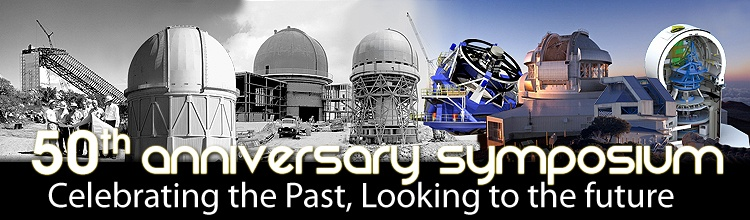 50th anniversary symposium
Celebrating the Past, Looking to the future